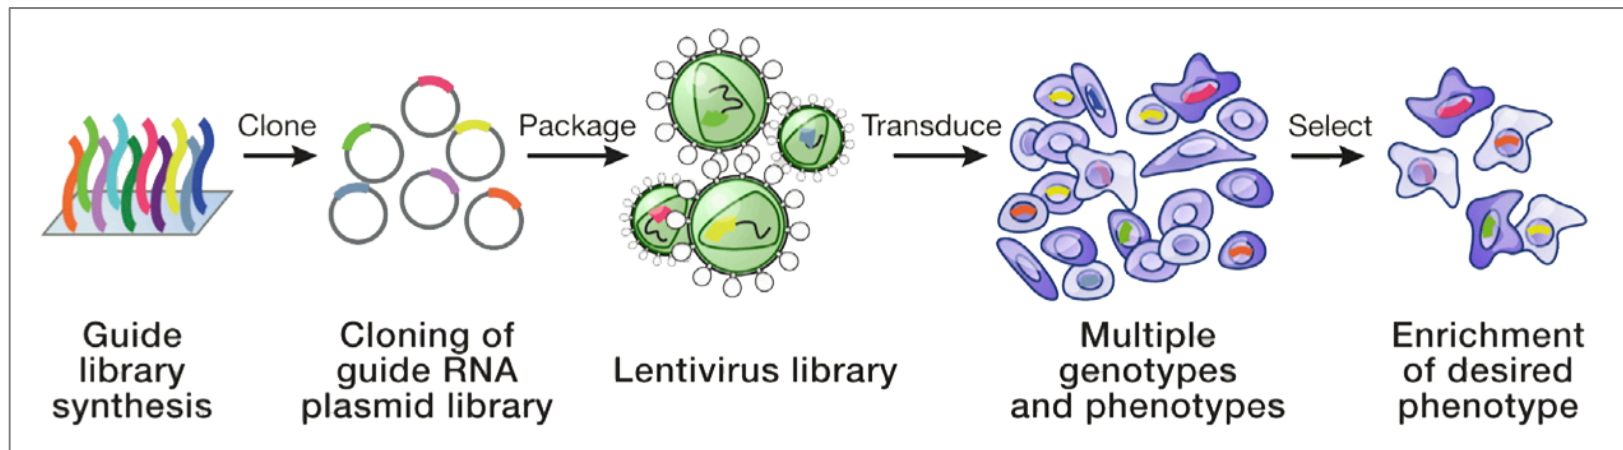 Clone
Package
Transduce
Select
Guide
library
synthesis
Cloning of
guide RNA
plasmid library
Lentivirus library
Multiple
genotypes
and phenotypes
Enrichment
of desired
phenotype